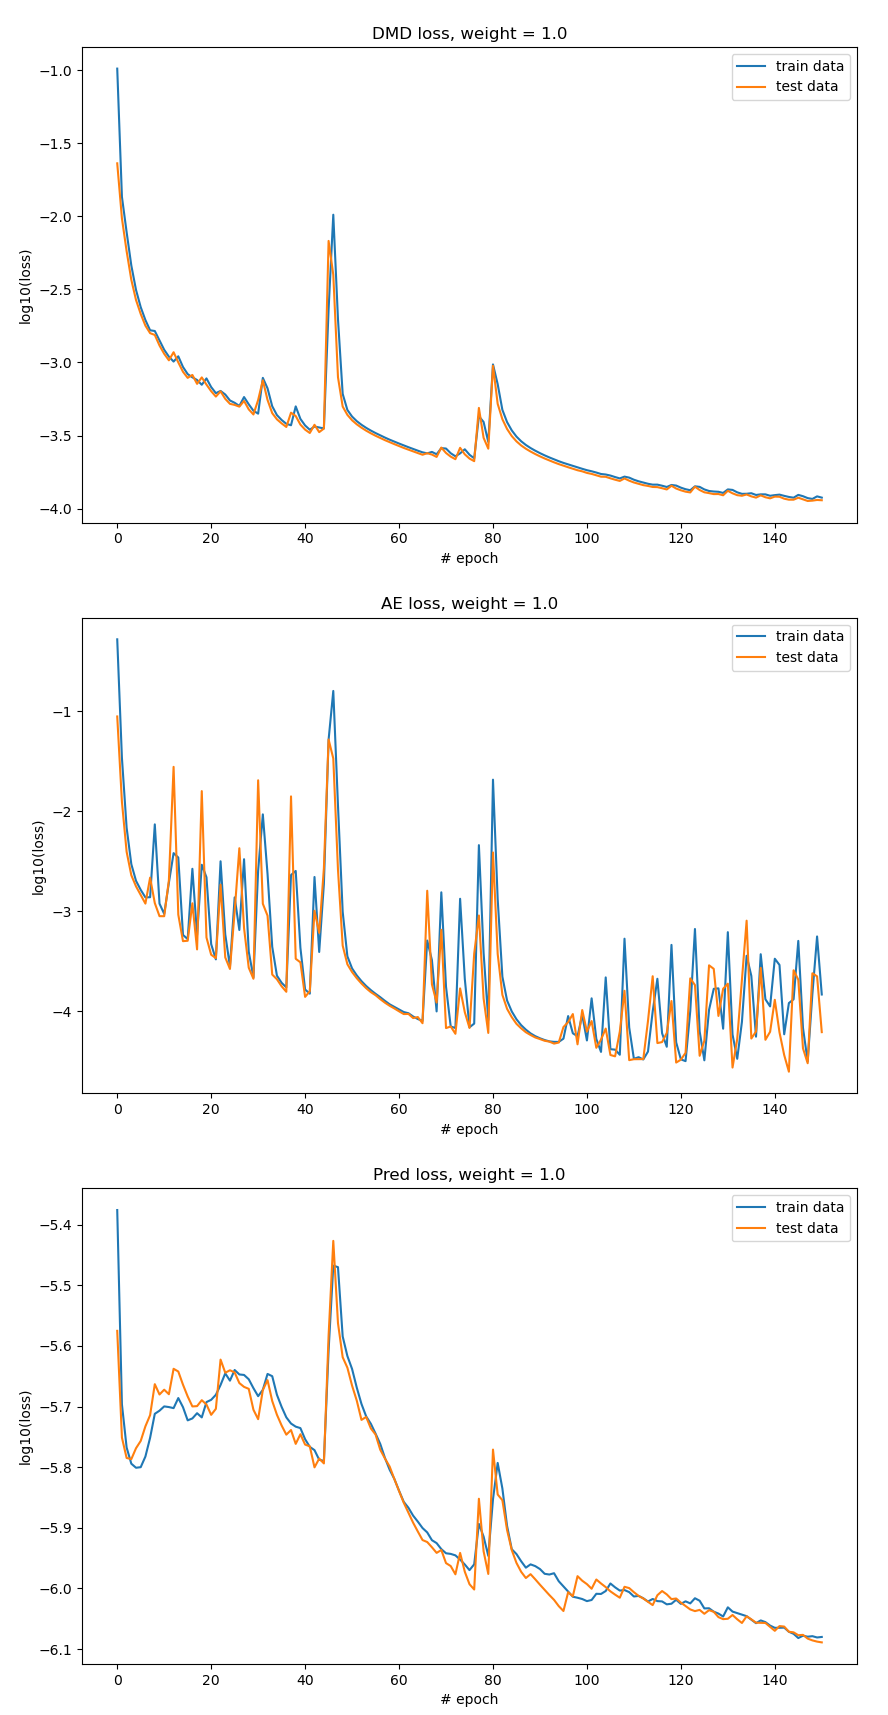 DMD loss, weight = 1.0
train data
test data
−1.0
−1.5
−2.0
−2.5
−3.0
−3.5
−4.0
log10(loss)
0 20 40 60 80 100 120 140
# epoch
AE loss, weight = 1.0
train data
test data
−1
−2
−3
−4
log10(loss)
0 20 40 60 80 100 120 140
# epoch
Pred loss, weight = 1.0
train data
test data
−5.4
−5.5
−5.6
−5.7
−5.8
−5.9
−6.0
−6.1
log10(loss)
0 20 40 60 80 100 120 140
# epoch